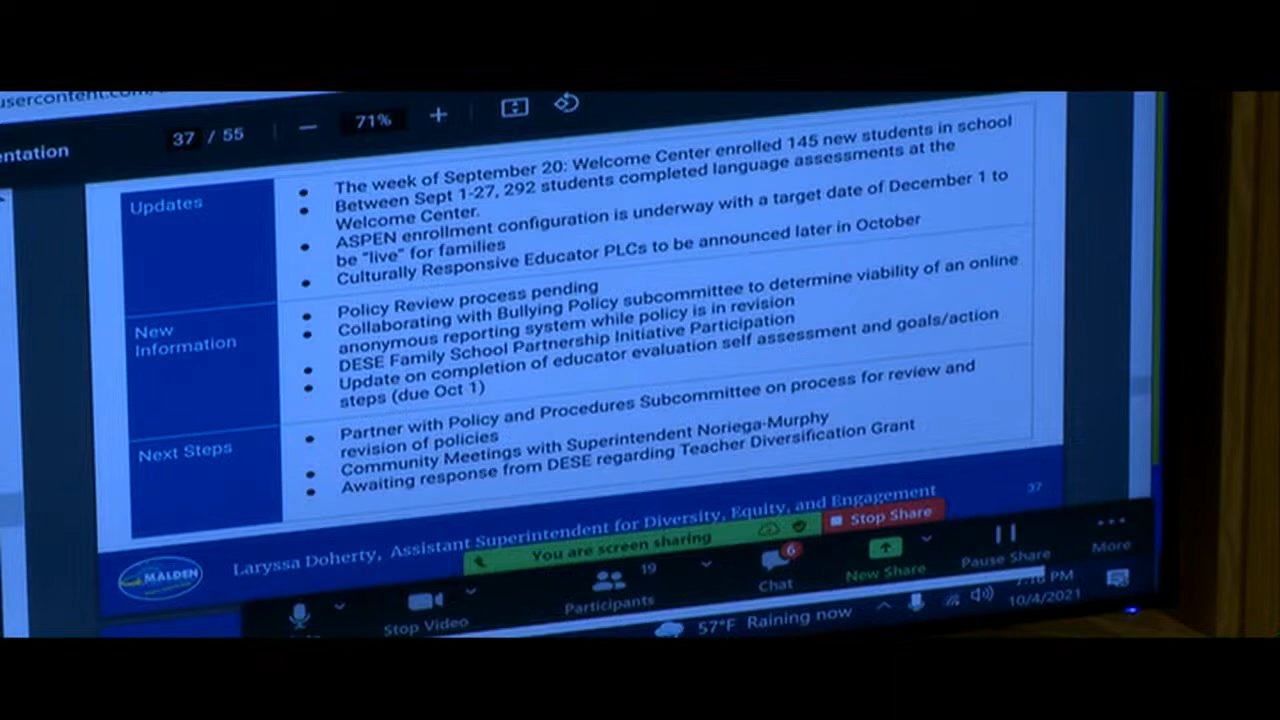 usercontent.com/
entation
37 / 55
71%
Updates
The week of September 20: Welcome Center enrolled 145 new students in school
Between Sept 1-27, 292 students completed language assessments at the
Welcome Center.
ASPEN enrollment configuration is underway with a target date of December 1 to
be "live" for families
Culturally Responsive Educator PLCs to be announced later in October
New
Information
Policy Review process pending
Collaborating with Bullying Policy subcommittee to determine viability of an online
anonymous reporting system while policy is in revision
DESE Family School Partnership Initiative Participation
Update on completion of educator evaluation self assessment and goals/action
steps (due Oct 1)
Next Steps
Partner with Policy and Procedures Subcommittee on process for review and
revision of policies
Community Meetings with Superintendent Noriega-Murphy
Awaiting response from DESE regarding Teacher Diversification Grant
37
MALDEN
Laryssa Doherty, Assistant Superintendent for Diversity, Equity, and Engagement
You are screen sharing
Stop Share
Stop Video
Participants
19
Chat
6
New Share
Pause Share
More
57°F Raining now
PM
10/4/2021